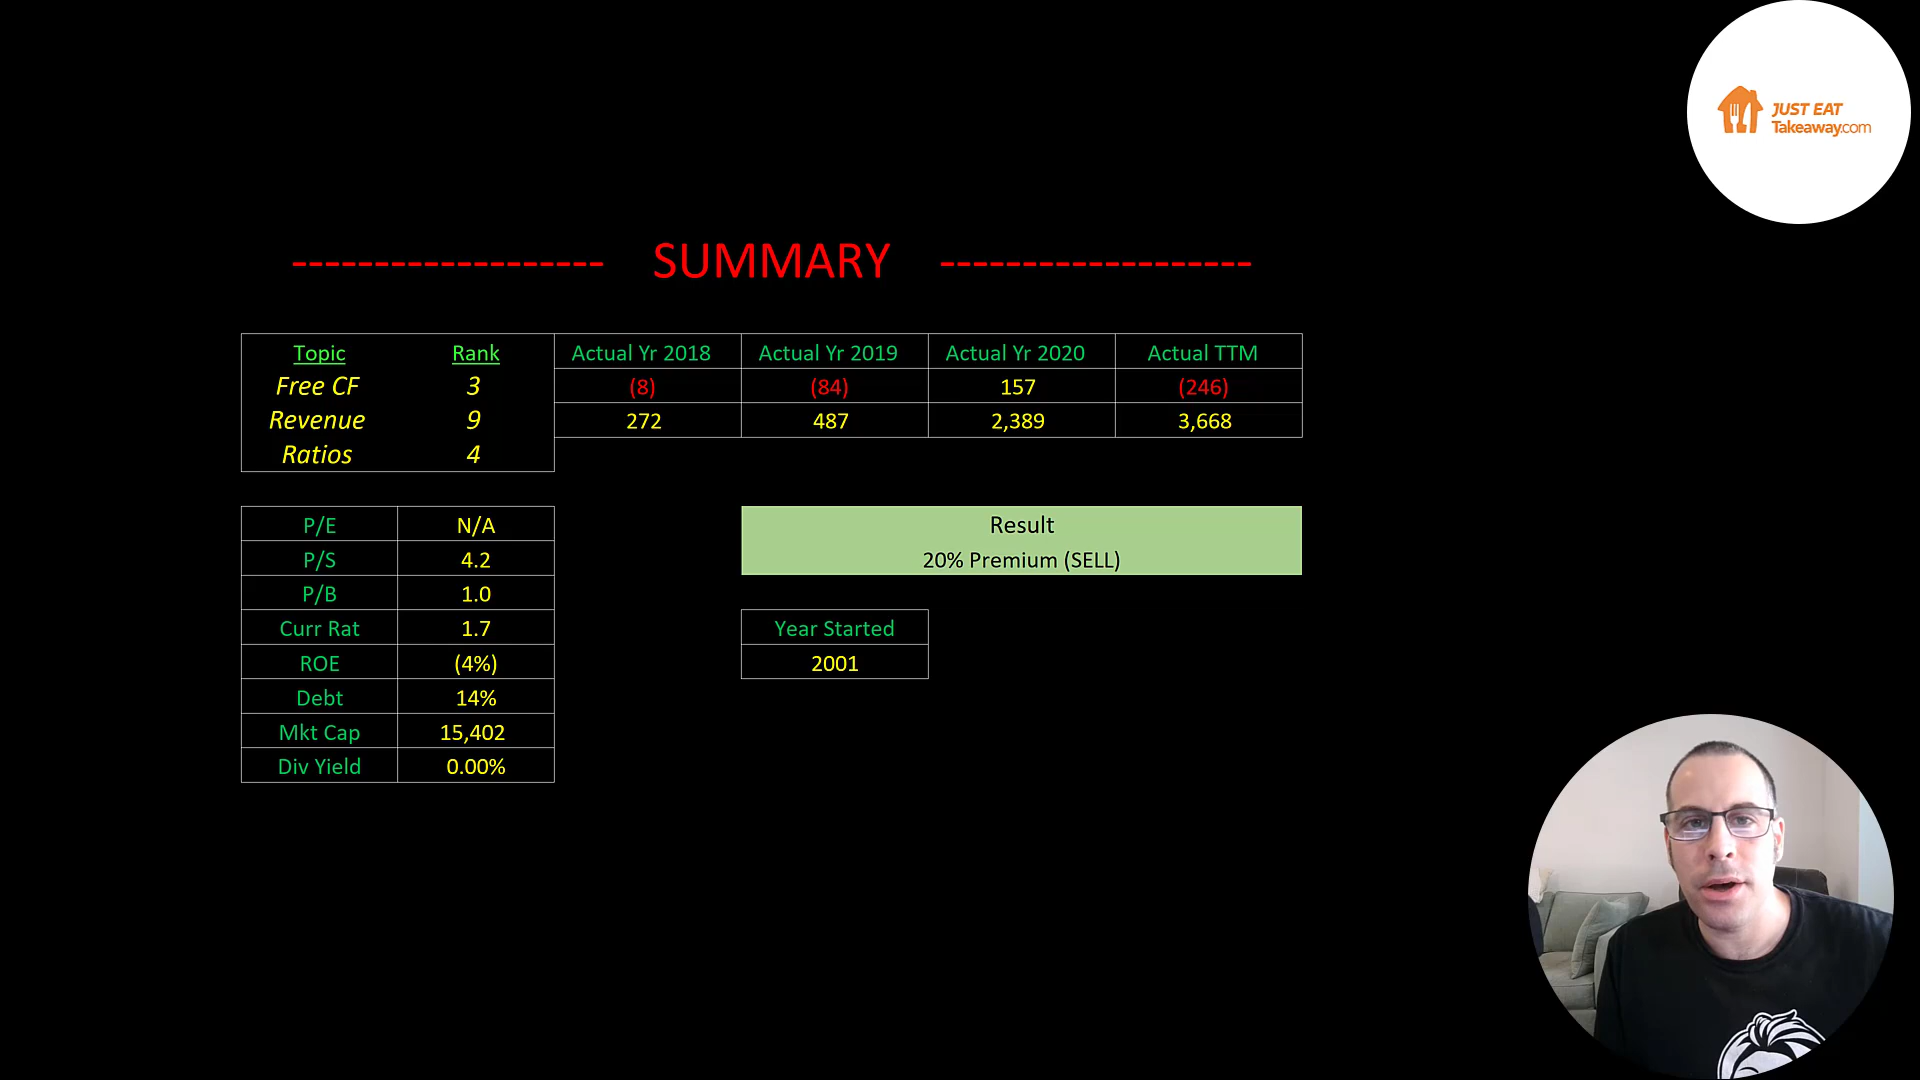 JUST EAT
Takeaway.com
------------------- SUMMARY -------------------
Topic Rank Actual Yr 2018 Actual Yr 2019 Actual Yr 2020 Actual TTM
Free CF 3 (8) (84) 157 (246)
Revenue 9 272 487 2,389 3,668
Ratios 4
P/E N/A
P/S 4.2
P/B 1.0
Curr Rat 1.7
ROE (4%)
Debt 14%
Mkt Cap 15,402
Div Yield 0.00%
Result
20% Premium (SELL)
Year Started
2001